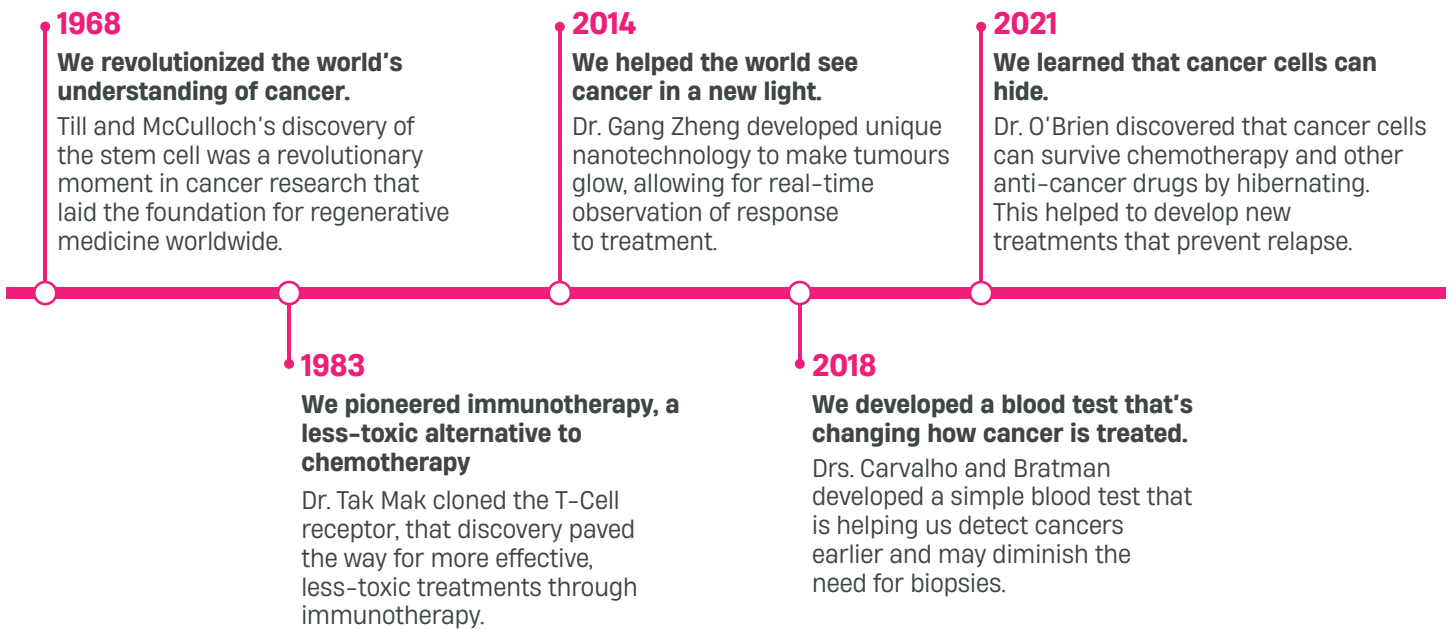 1968
We revolutionized the world's
understanding of cancer.
Till and McCulloch's discovery of
the stem cell was a revolutionary
moment in cancer research that
laid the foundation for regenerative
medicine worldwide.
1983
We pioneered immunotherapy, a
less-toxic alternative to
chemotherapy
Dr. Tak Mak cloned the T-Cell
receptor, that discovery paved
the way for more effective,
less-toxic treatments through
immunotherapy.
2014
We helped the world see
cancer in a new light.
Dr. Gang Zheng developed unique
nanotechnology to make tumours
glow, allowing for real-time
observation of response
to treatment.
2018
We developed a blood test that's
changing how cancer is treated.
Drs. Carvalho and Bratman
developed a simple blood test that
is helping us detect cancers
earlier and may diminish the
need for biopsies.
2021
We learned that cancer cells can
hide.
Dr. O'Brien discovered that cancer cells
can survive chemotherapy and other
anti-cancer drugs by hibernating.
This helped to develop new
treatments that prevent relapse.